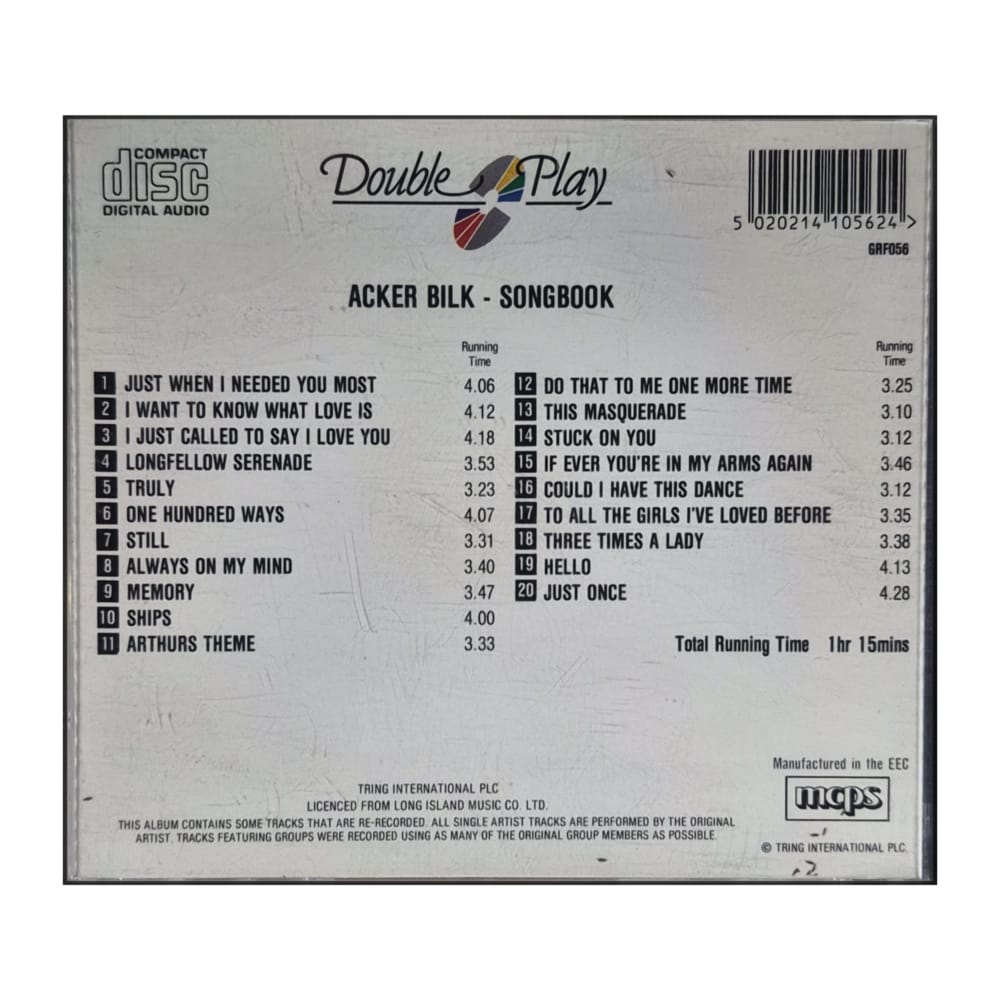 COMPACT
disc
DIGITAL AUDIO
Double Play
5 020214 105624 >
GRF056
ACKER BILK - SONGBOOK
Running
Time
1 JUST WHEN I NEEDED YOU MOST 4.06
2 I WANT TO KNOW WHAT LOVE IS 4.12
3 I JUST CALLED TO SAY I LOVE YOU 4.18
4 LONGFELLOW SERENADE 3.53
5 TRULY 3.23
6 ONE HUNDRED WAYS 4.07
7 STILL 3.31
8 ALWAYS ON MY MIND 3.40
9 MEMORY 3.47
10 SHIPS 4.00
11 ARTHURS THEME 3.33
Running
Time
12 DO THAT TO ME ONE MORE TIME 3.25
13 THIS MASQUERADE 3.10
14 STUCK ON YOU 3.12
15 IF EVER YOU'RE IN MY ARMS AGAIN 3.46
16 COULD I HAVE THIS DANCE 3.12
17 TO ALL THE GIRLS I'VE LOVED BEFORE 3.35
18 THREE TIMES A LADY 3.38
19 HELLO 4.13
20 JUST ONCE 4.28
Total Running Time 1hr 15mins
TRING INTERNATIONAL PLC
LICENCED FROM LONG ISLAND MUSIC CO. LTD.
THIS ALBUM CONTAINS SOME TRACKS THAT ARE RE-RECORDED. ALL SINGLE ARTIST TRACKS ARE PERFORMED BY THE ORIGINAL
ARTIST. TRACKS FEATURING GROUPS WERE RECORDED USING AS MANY OF THE ORIGINAL GROUP MEMBERS AS POSSIBLE.
Manufactured in the EEC
mcps
© TRING INTERNATIONAL PLC.